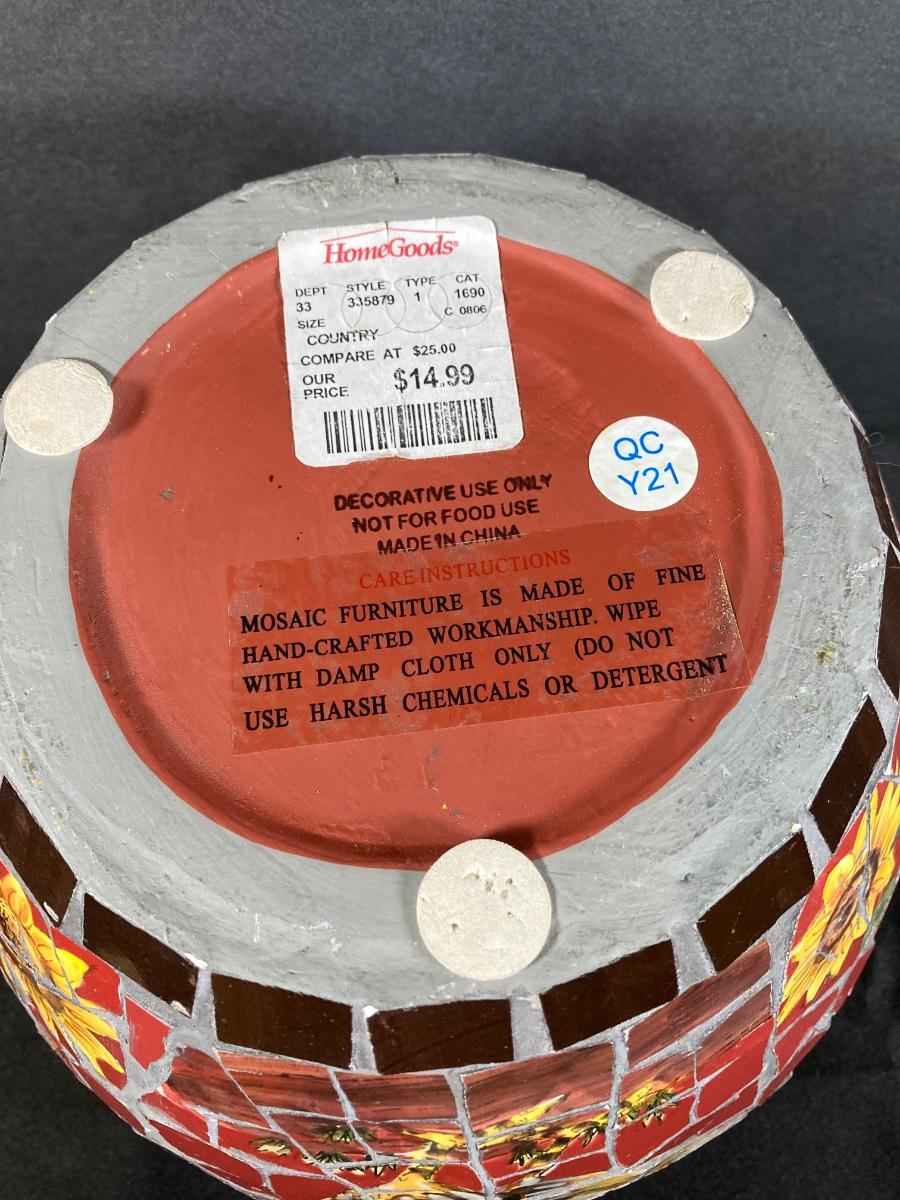 HomeGoods®
DEPT STYLE TYPE CAT
33 335879 1 1690
SIZE C 0806
COUNTRY
COMPARE AT $25.00
OUR PRICE $14.99
QC
Y21
DECORATIVE USE ONLY
NOT FOR FOOD USE
MADE IN CHINA
CARE INSTRUCTIONS
MOSAIC FURNITURE IS MADE OF FINE
HAND-CRAFTED WORKMANSHIP. WIPE
WITH DAMP CLOTH ONLY (DO NOT
USE HARSH CHEMICALS OR DETERGENT